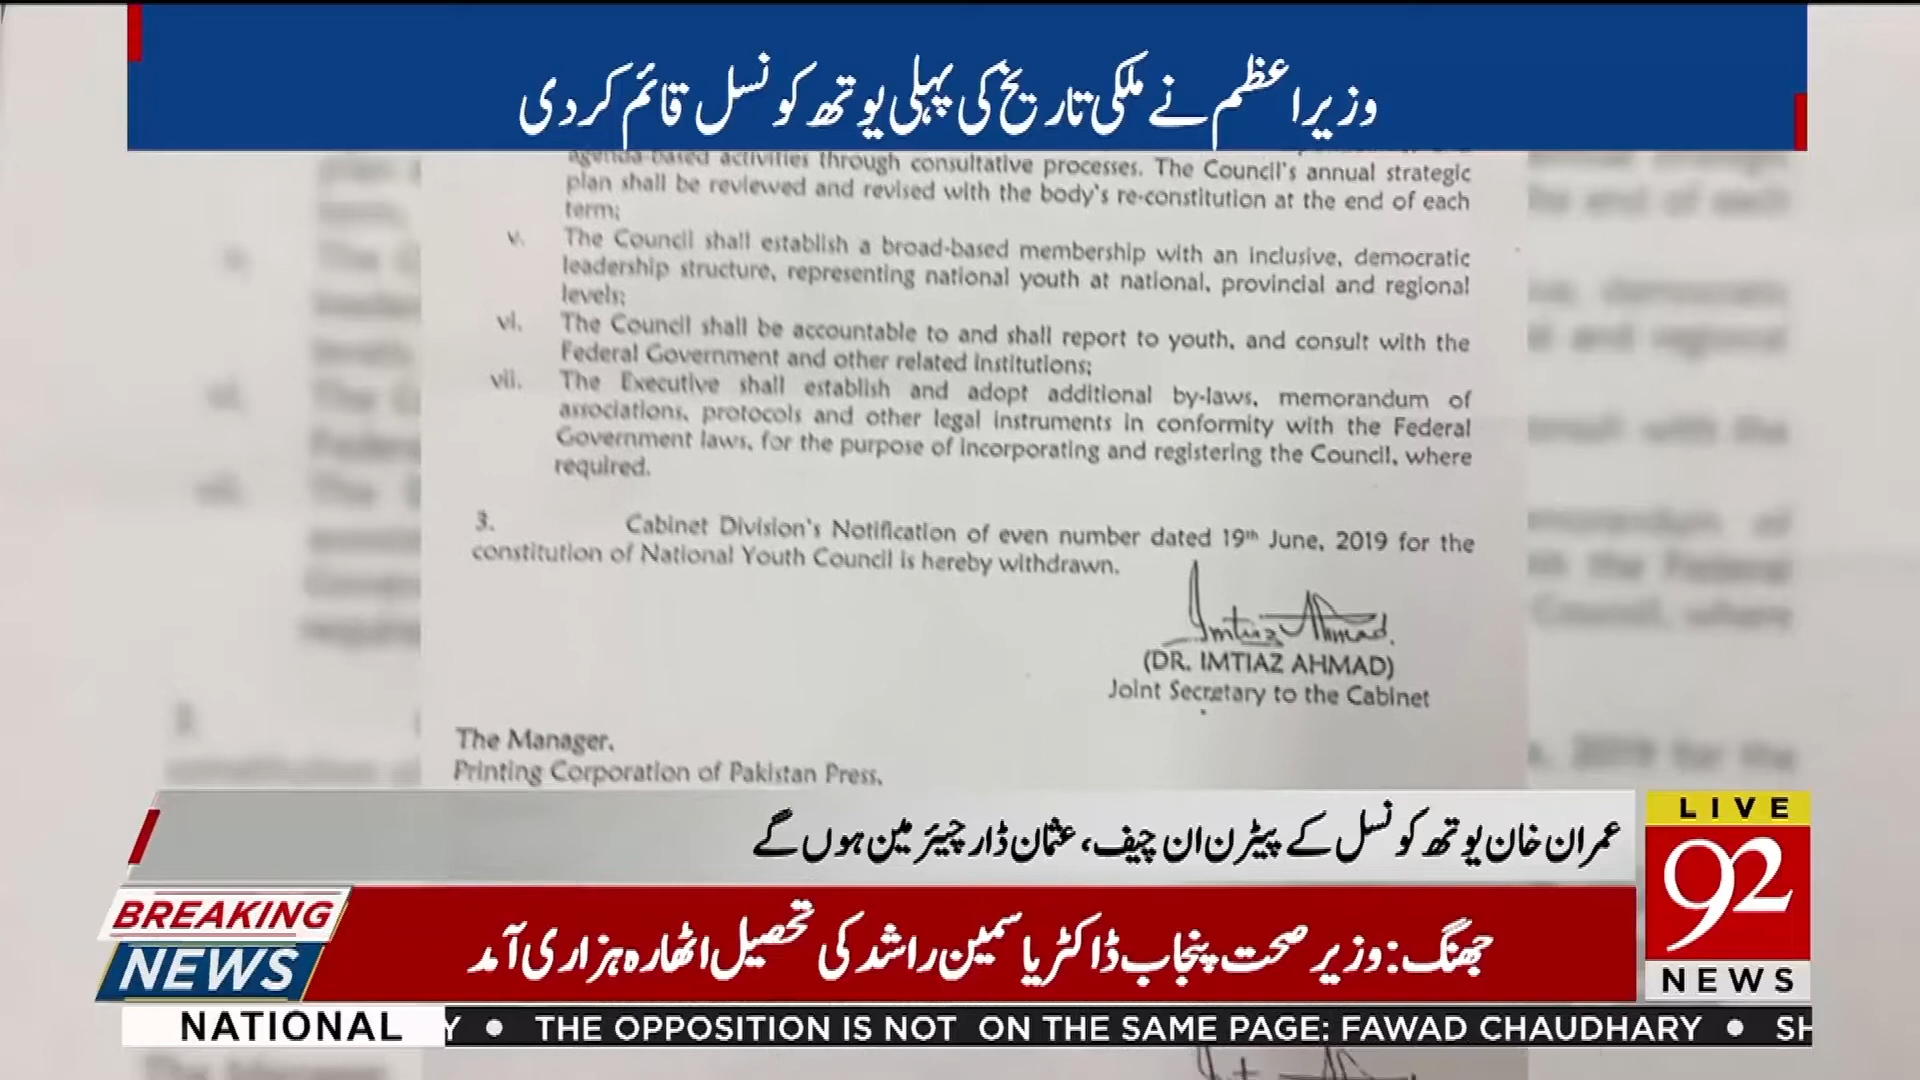 وزیراعظم نے ملکی تاریخ کی پہلی یوتھ کونسل قائم کردی
agenda-based activities through consultative processes. The Council's annual strategic
plan shall be reviewed and revised with the body's re-constitution at the end of each
term;
v. The Council shall establish a broad-based membership with an inclusive, democratic
leadership structure, representing national youth at national, provincial and regional
levels;
vi. The Council shall be accountable to and shall report to youth, and consult with the
Federal Government and other related institutions;
vii. The Executive shall establish and adopt additional by-laws, memorandum of
associations, protocols and other legal instruments in conformity with the Federal
Government laws, for the purpose of incorporating and registering the Council, where
required.
3. Cabinet Division's Notification of even number dated 19th June, 2019 for the
constitution of National Youth Council is hereby withdrawn.
Imtiaz Ahmad
(DR. IMTIAZ AHMAD)
Joint Secretary to the Cabinet
The Manager,
Printing Corporation of Pakistan Press,
عمران خان یوتھ کونسل کے پیٹرن ان چیف، عثمان ڈار چیئرمین ہوں گے
LIVE
92
NEWS
BREAKING
NEWS
جھنگ: وزیر صحت پنجاب ڈاکٹر یاسمین راشد کی تحصیل اٹھارہ ہزاری آمد
NATIONAL
Y • THE OPPOSITION IS NOT ON THE SAME PAGE: FAWAD CHAUDHARY • SH